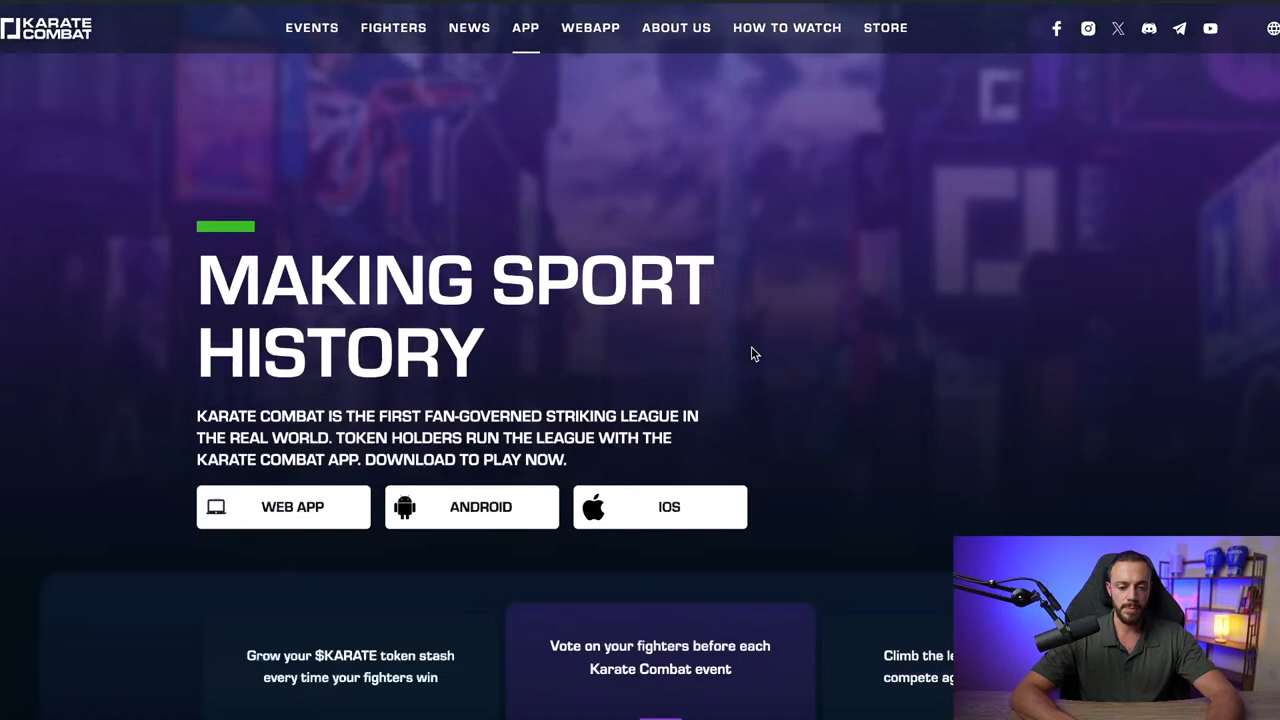 KARATE
COMBAT
EVENTS FIGHTERS NEWS APP WEBAPP ABOUT US HOW TO WATCH STORE
MAKING SPORT
HISTORY
KARATE COMBAT IS THE FIRST FAN-GOVERNED STRIKING LEAGUE IN
THE REAL WORLD. TOKEN HOLDERS RUN THE LEAGUE WITH THE
KARATE COMBAT APP. DOWNLOAD TO PLAY NOW.
WEB APP ANDROID IOS
Grow your $KARATE token stash
every time your fighters win
Vote on your fighters before each
Karate Combat event
Climb the
compete